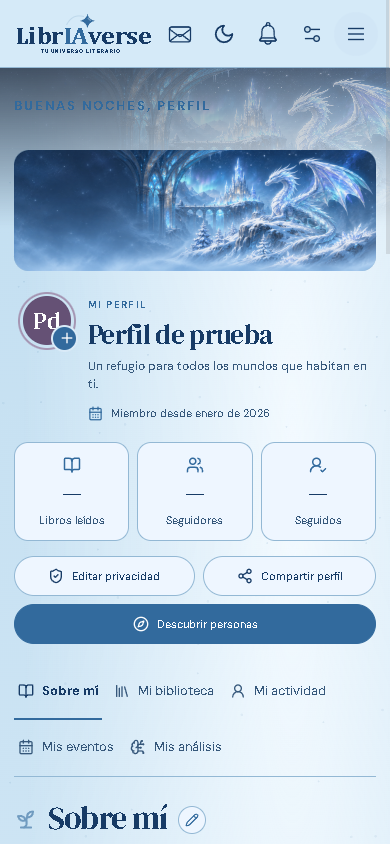 LibrIAverse
TU UNIVERSO LITERARIO
BUENAS NOCHES, PERFIL
Pd
MI PERFIL
Perfil de prueba
Un refugio para todos los mundos que habitan en
ti.
Miembro desde enero de 2026
— — —
Libros leídos Seguidores Seguidos
Editar privacidad Compartir perfil
Descubrir personas
Sobre mí Mi biblioteca Mi actividad
Mis eventos Mis análisis
Sobre mí